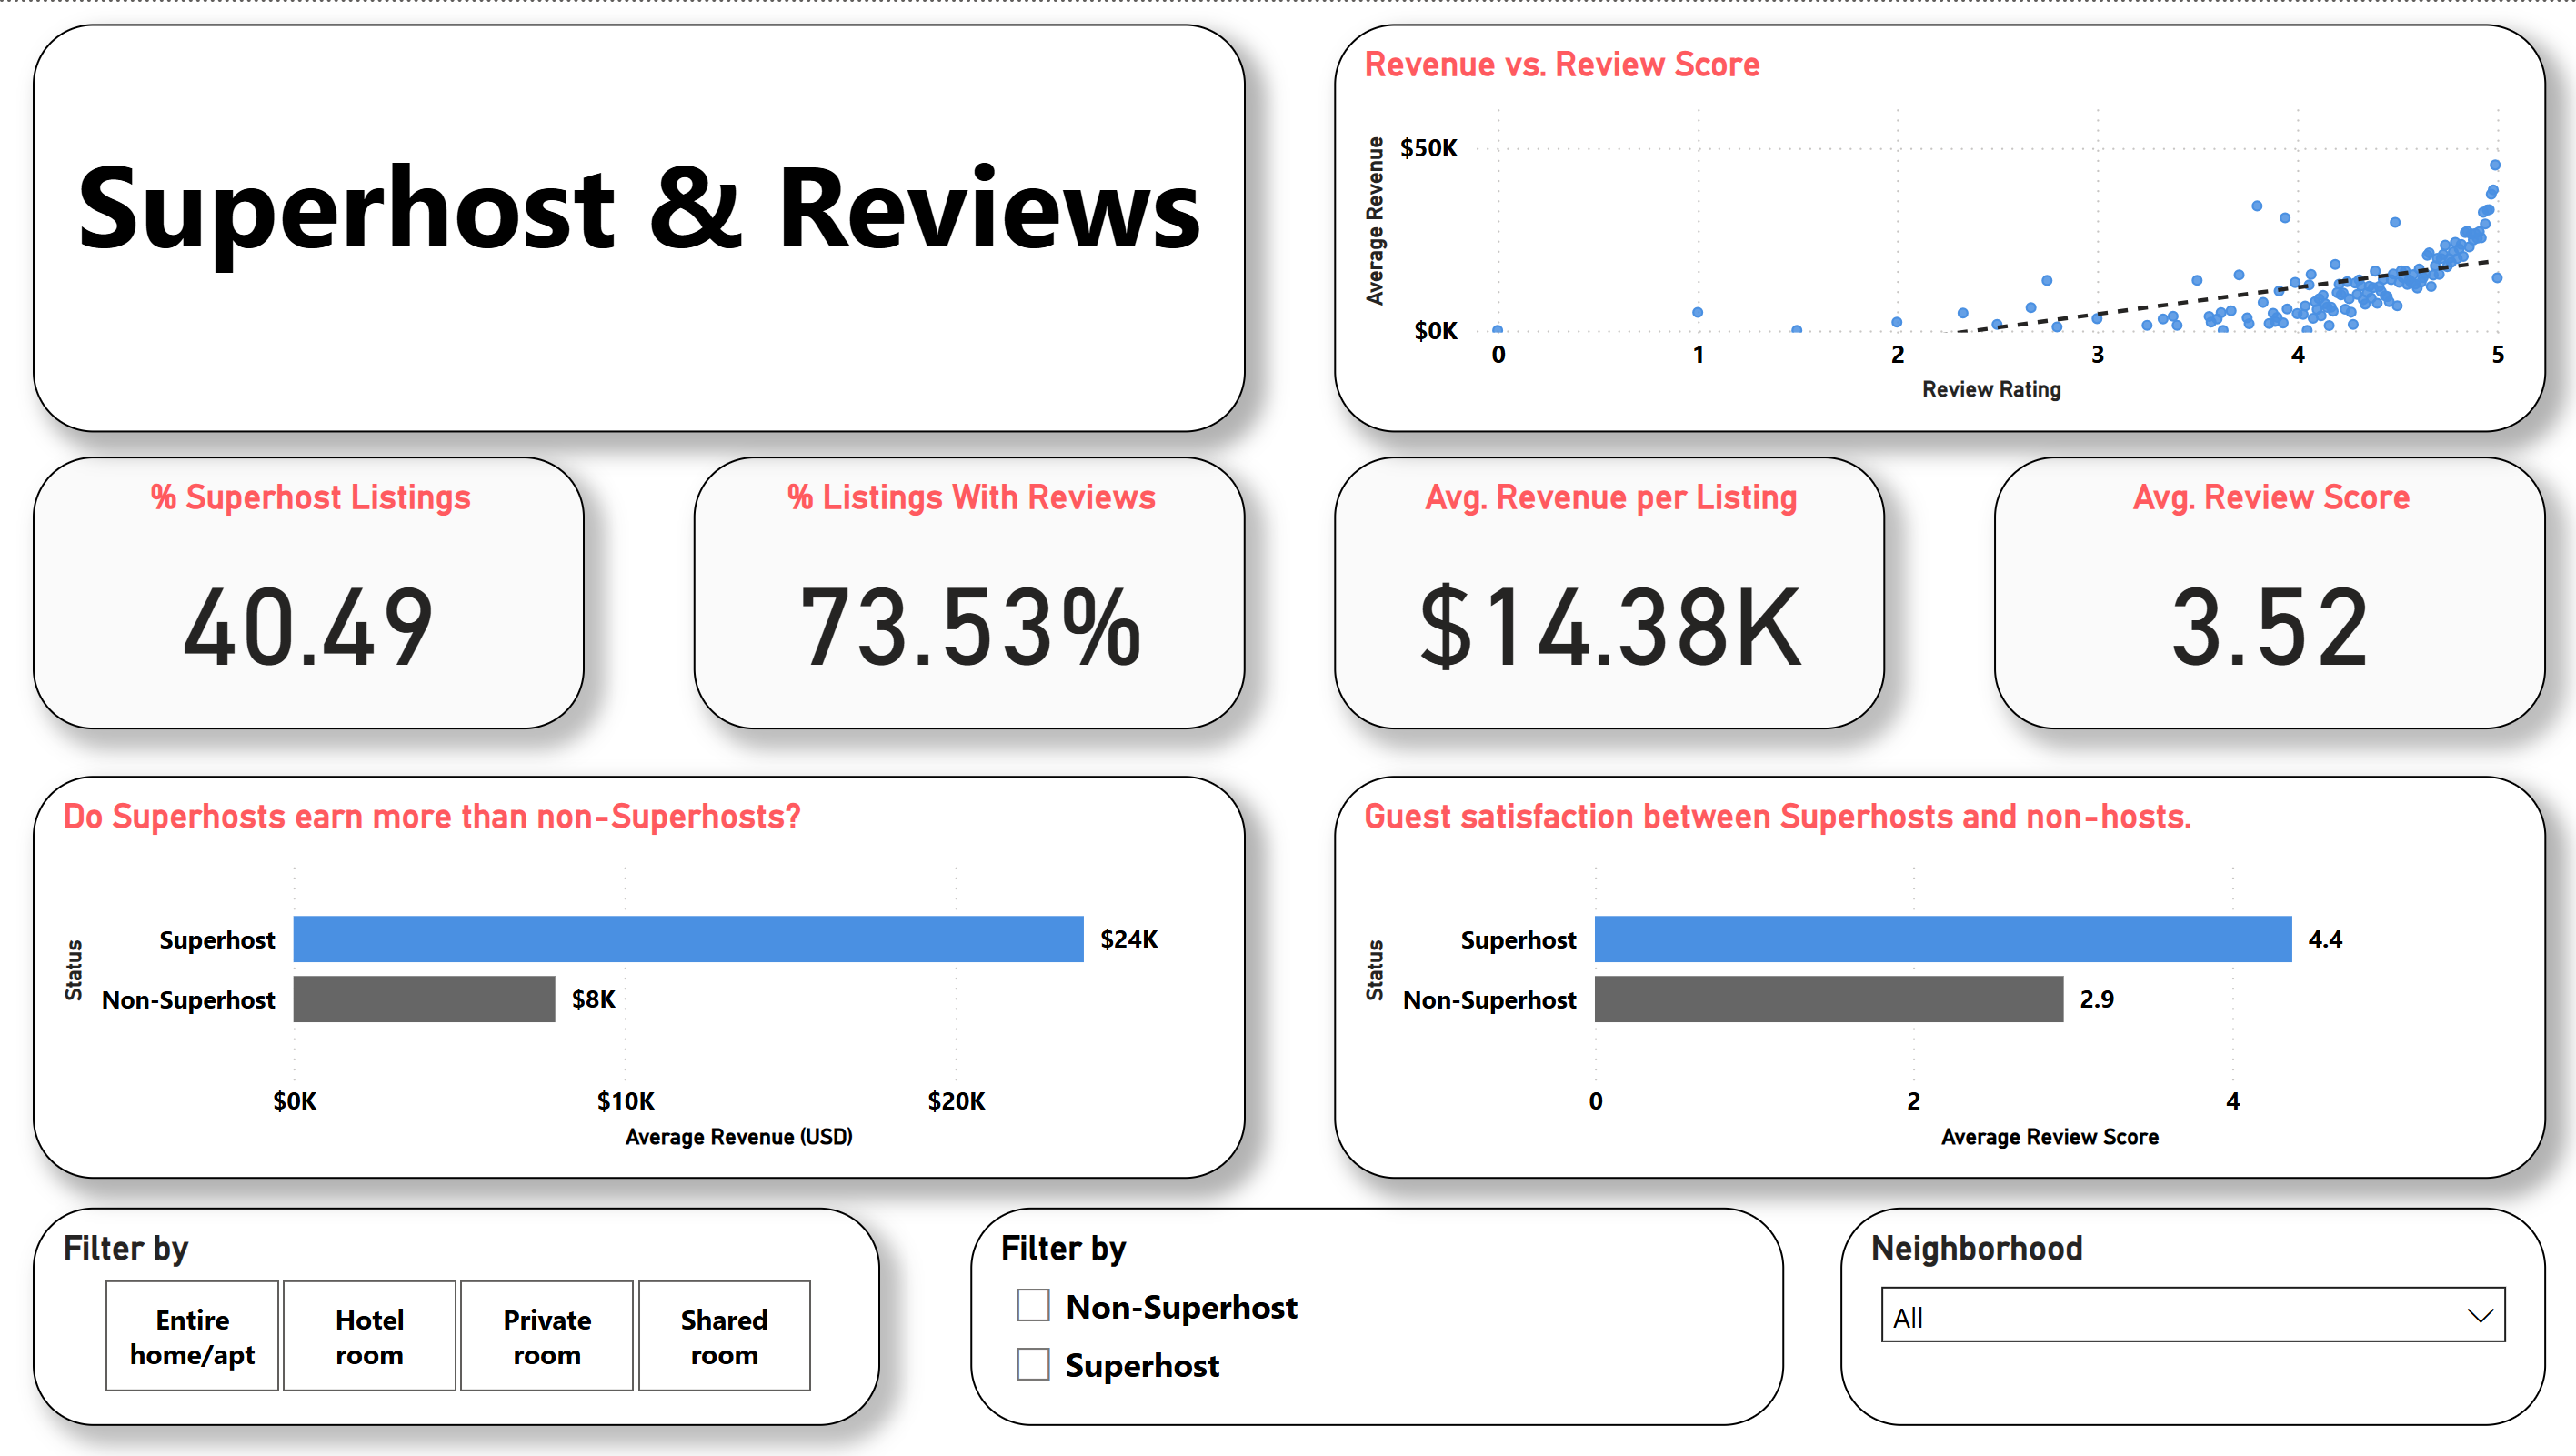 Superhost & Reviews
Revenue vs. Review Score
Average Revenue
$50K
$0K
0 1 2 3 4 5
Review Rating
% Superhost Listings
40.49
% Listings With Reviews
73.53%
Avg. Revenue per Listing
$14.38K
Avg. Review Score
3.52
Do Superhosts earn more than non-Superhosts?
Status
Superhost $24K
Non-Superhost $8K
$0K $10K $20K
Average Revenue (USD)
Guest satisfaction between Superhosts and non-hosts.
Status
Superhost 4.4
Non-Superhost 2.9
0 2 4
Average Review Score
Filter by
Entire
home/apt
Hotel
room
Private
room
Shared
room
Filter by
Non-Superhost
Superhost
Neighborhood
All